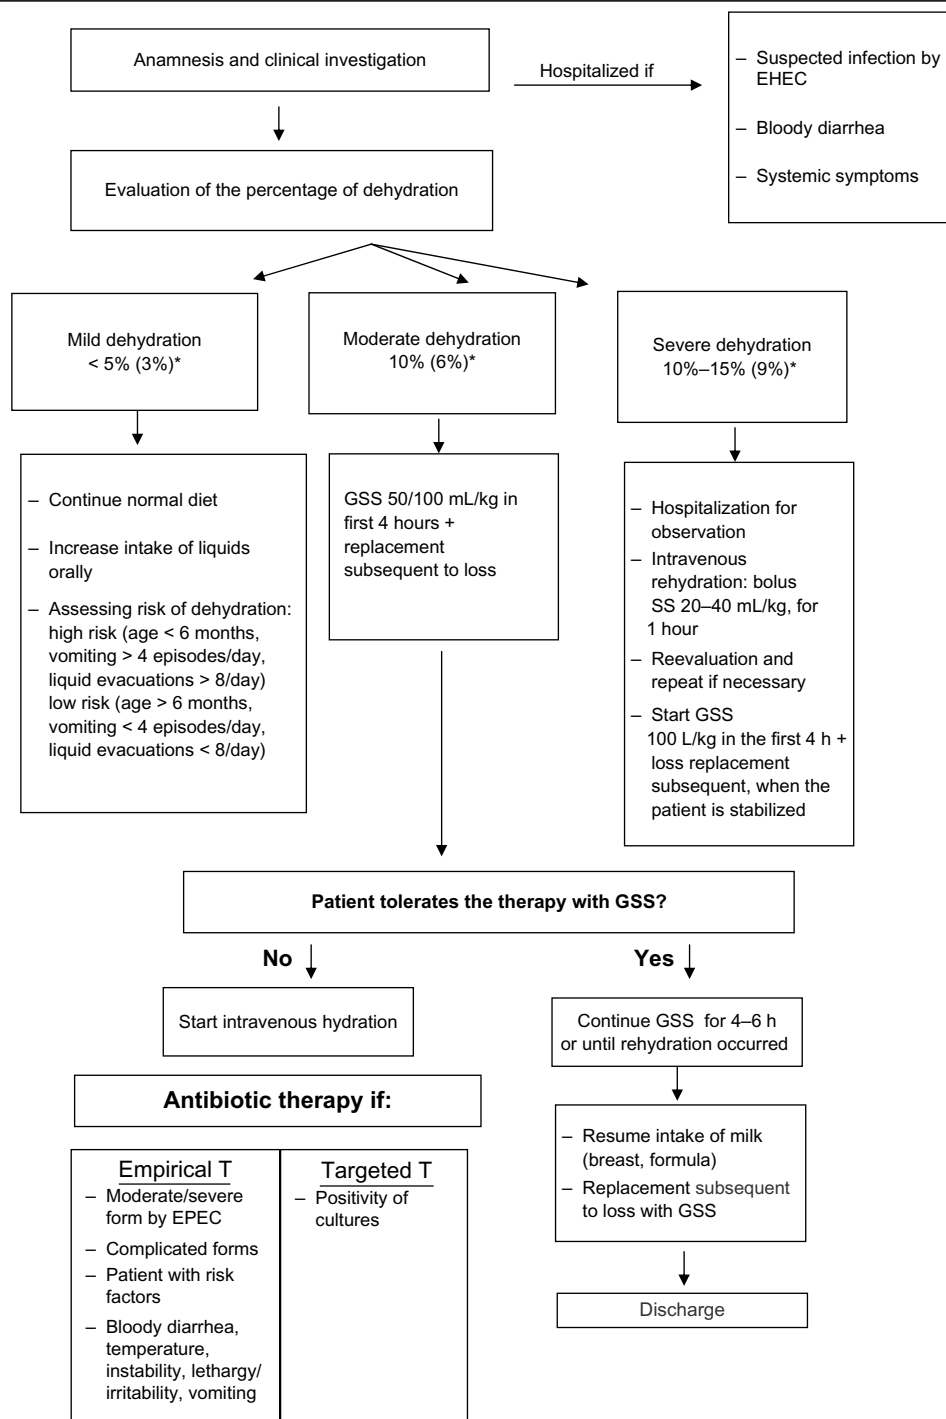 Anamnesis and clinical investigation
Hospitalized if
– Suspected infection by
EHEC
– Bloody diarrhea
– Systemic symptoms
Evaluation of the percentage of dehydration
Mild dehydration
< 5% (3%)*
Moderate dehydration
10% (6%)*
Severe dehydration
10%–15% (9%)*
– Continue normal diet
– Increase intake of liquids
orally
– Assessing risk of dehydration:
high risk (age < 6 months,
vomiting > 4 episodes/day,
liquid evacuations > 8/day)
low risk (age > 6 months,
vomiting < 4 episodes/day,
liquid evacuations < 8/day)
GSS 50/100 mL/kg in
first 4 hours +
replacement
subsequent to loss
– Hospitalization for
observation
– Intravenous
rehydration: bolus
SS 20–40 mL/kg, for
1 hour
– Reevaluation and
repeat if necessary
– Start GSS
100 L/kg in the first 4 h +
loss replacement
subsequent, when the
patient is stabilized
Patient tolerates the therapy with GSS?
No
Yes
Start intravenous hydration
Continue GSS for 4–6 h
or until rehydration occurred
Antibiotic therapy if:
Empirical T
– Moderate/severe
form by EPEC
– Complicated forms
– Patient with risk
factors
– Bloody diarrhea,
temperature,
instability, lethargy/
irritability, vomiting
Targeted T
– Positivity of
cultures
– Resume intake of milk
(breast, formula)
– Replacement subsequent
to loss with GSS
Discharge